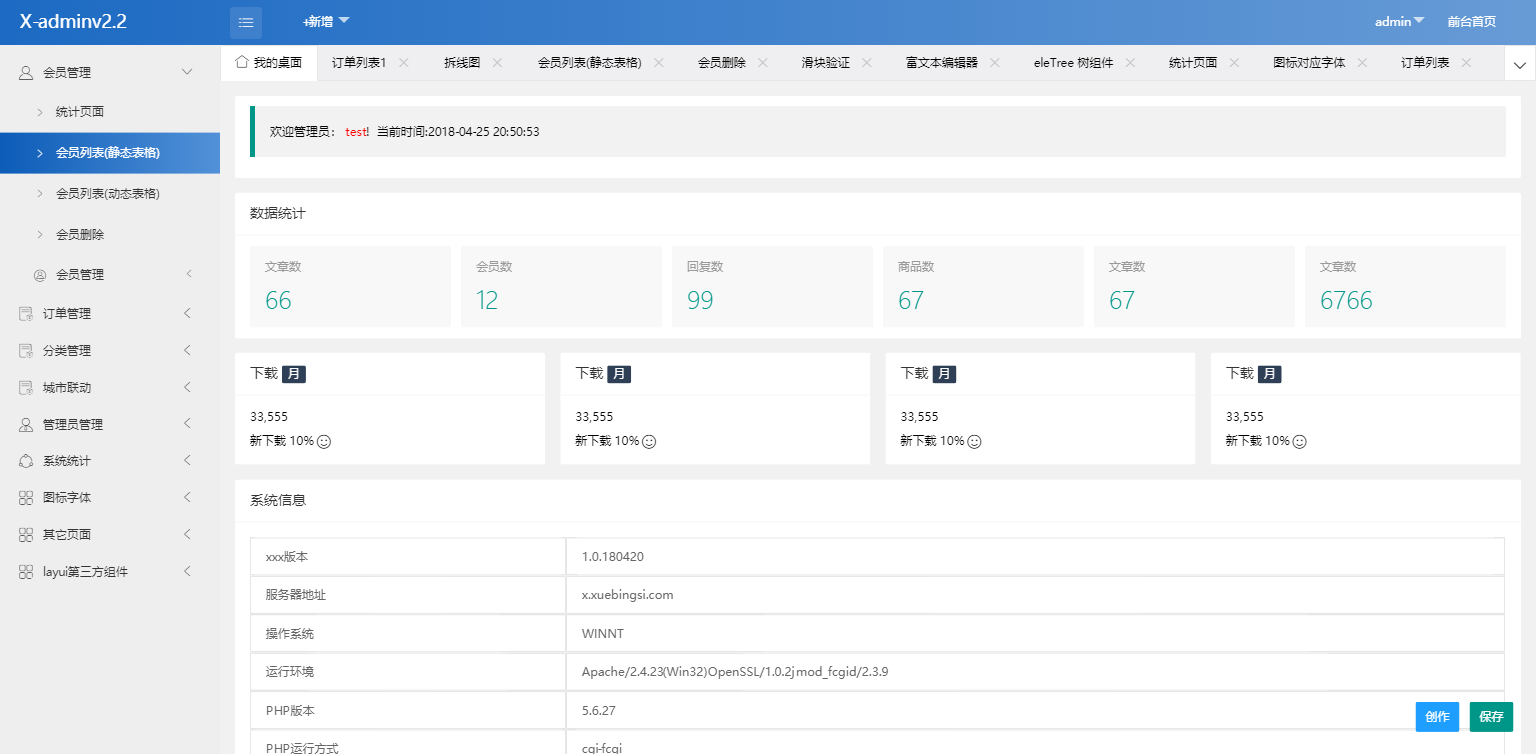 X-adminv2.2
+新增
admin
前台首页
我的桌面
订单列表1
拆线图
会员列表(静态表格)
会员删除
滑块验证
富文本编辑器
eleTree 树组件
统计页面
图标对应字体
订单列表
会员管理
统计页面
会员列表(静态表格)
会员列表(动态表格)
会员删除
会员管理
订单管理
分类管理
城市联动
管理员管理
系统统计
图标字体
其它页面
layui第三方组件
欢迎管理员： test! 当前时间:2018-04-25 20:50:53
数据统计
文章数
66
会员数
12
回复数
99
商品数
67
文章数
67
文章数
6766
下载 月
33,555
新下载 10%
下载 月
33,555
新下载 10%
下载 月
33,555
新下载 10%
下载 月
33,555
新下载 10%
系统信息
xxx版本 1.0.180420
服务器地址 x.xuebingsi.com
操作系统 WINNT
运行环境 Apache/2.4.23(Win32)OpenSSL/1.0.2j mod_fcgid/2.3.9
PHP版本 5.6.27
PHP运行方式 cgi-fcgi
创作
保存